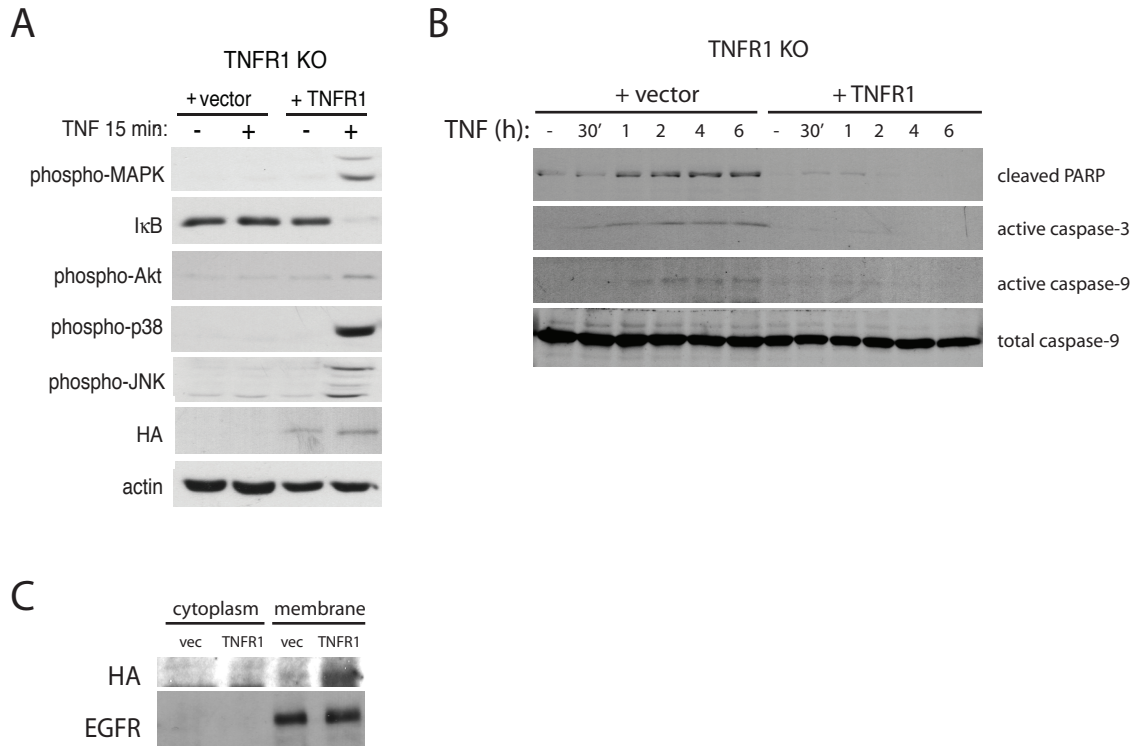 A
TNFR1 KO
+ vector + TNFR1
TNF 15 min: - + - +
phospho-MAPK
IκB
phospho-Akt
phospho-p38
phospho-JNK
HA
actin
B
TNFR1 KO
+ vector + TNFR1
TNF (h): - 30' 1 2 4 6 - 30' 1 2 4 6
cleaved PARP
active caspase-3
active caspase-9
total caspase-9
C
cytoplasm membrane
vec TNFR1 vec TNFR1
HA
EGFR